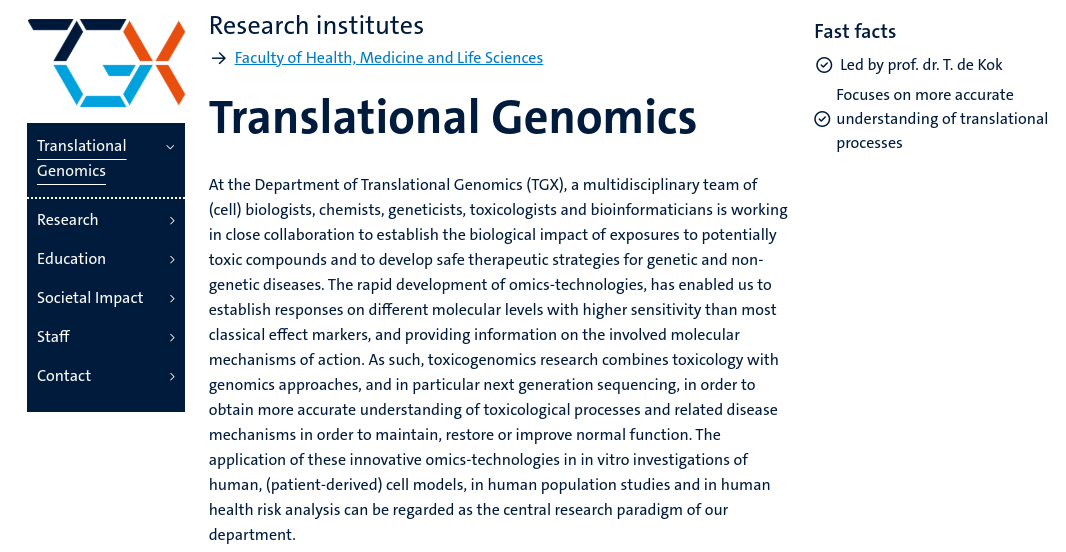 TGX
Translational
Genomics
Research
Education
Societal Impact
Staff
Contact
Research institutes
→ Faculty of Health, Medicine and Life Sciences
Translational Genomics
At the Department of Translational Genomics (TGX), a multidisciplinary team of
(cell) biologists, chemists, geneticists, toxicologists and bioinformaticians is working
in close collaboration to establish the biological impact of exposures to potentially
toxic compounds and to develop safe therapeutic strategies for genetic and non-
genetic diseases. The rapid development of omics-technologies, has enabled us to
establish responses on different molecular levels with higher sensitivity than most
classical effect markers, and providing information on the involved molecular
mechanisms of action. As such, toxicogenomics research combines toxicology with
genomics approaches, and in particular next generation sequencing, in order to
obtain more accurate understanding of toxicological processes and related disease
mechanisms in order to maintain, restore or improve normal function. The
application of these innovative omics-technologies in in vitro investigations of
human, (patient-derived) cell models, in human population studies and in human
health risk analysis can be regarded as the central research paradigm of our
department.
Fast facts
Led by prof. dr. T. de Kok
Focuses on more accurate
understanding of translational
processes